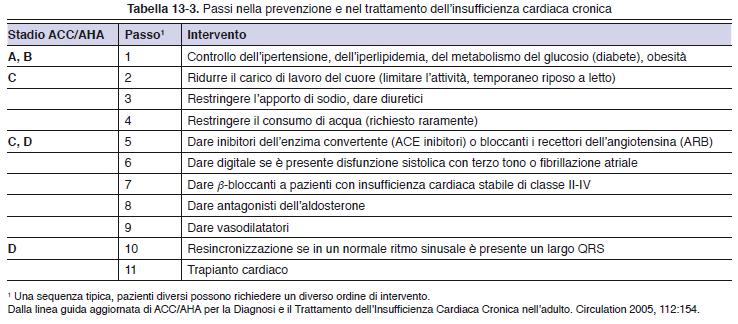 Tabella 13-3. Passi nella prevenzione e nel trattamento dell'insufficienza cardiaca cronica
Stadio ACC/AHA Passo¹ Intervento
A, B 1 Controllo dell'ipertensione, dell'iperlipidemia, del metabolismo del glucosio (diabete), obesità
C 2 Ridurre il carico di lavoro del cuore (limitare l'attività, temporaneo riposo a letto)
3 Restringere l'apporto di sodio, dare diuretici
4 Restringere il consumo di acqua (richiesto raramente)
C, D 5 Dare inibitori dell'enzima convertente (ACE inibitori) o bloccanti i recettori dell'angiotensina (ARB)
6 Dare digitale se è presente disfunzione sistolica con terzo tono o fibrillazione atriale
7 Dare β-bloccanti a pazienti con insufficienza cardiaca stabile di classe II-IV
8 Dare antagonisti dell'aldosterone
9 Dare vasodilatatori
D 10 Resincronizzazione se in un normale ritmo sinusale è presente un largo QRS
11 Trapianto cardiaco
¹ Una sequenza tipica, pazienti diversi possono richiedere un diverso ordine di intervento.
Dalla linea guida aggiornata di ACC/AHA per la Diagnosi e il Trattamento dell'Insufficienza Cardiaca Cronica nell'adulto. Circulation 2005, 112:154.